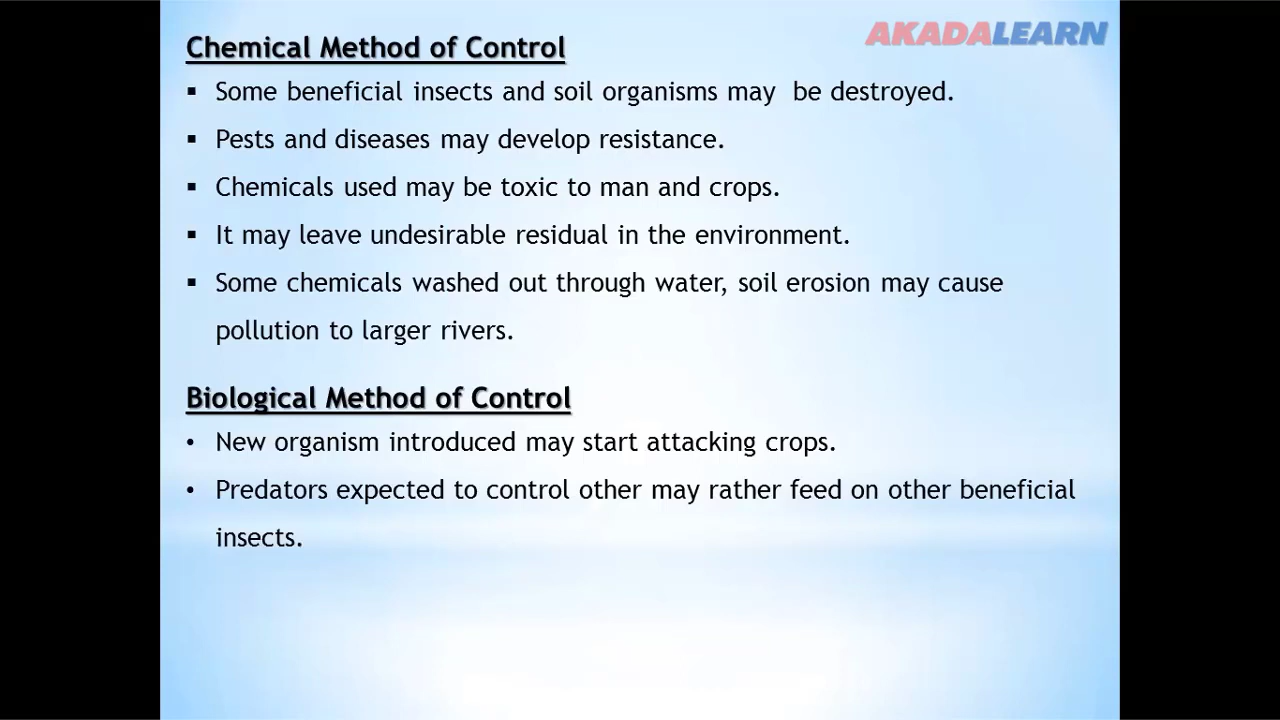 AKADALEARN
Chemical Method of Control
▪ Some beneficial insects and soil organisms may be destroyed.
▪ Pests and diseases may develop resistance.
▪ Chemicals used may be toxic to man and crops.
▪ It may leave undesirable residual in the environment.
▪ Some chemicals washed out through water, soil erosion may cause
pollution to larger rivers.
Biological Method of Control
• New organism introduced may start attacking crops.
• Predators expected to control other may rather feed on other beneficial
insects.